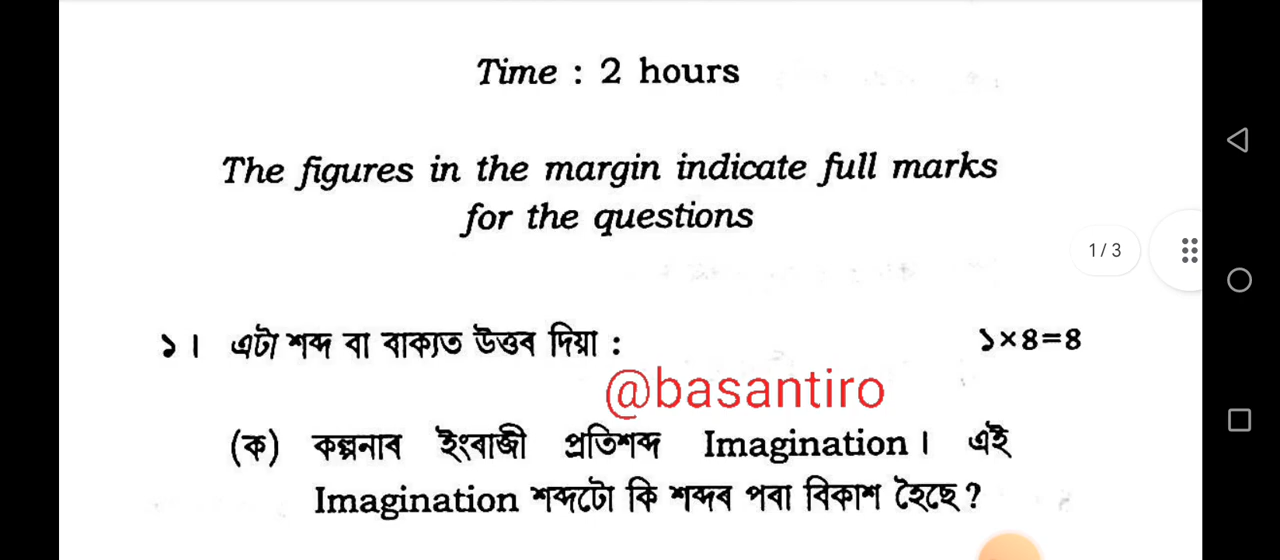 Time : 2 hours
The figures in the margin indicate full marks
for the questions
1/3
১। এটা শব্দ বা বাক্যত উত্তৰ দিয়া : ১×৪=৪
@basantiro
(ক) কল্পনাৰ ইংৰাজী প্ৰতিশব্দ Imagination। এই
Imagination শব্দটো কি শব্দৰ পৰা বিকাশ হৈছে?